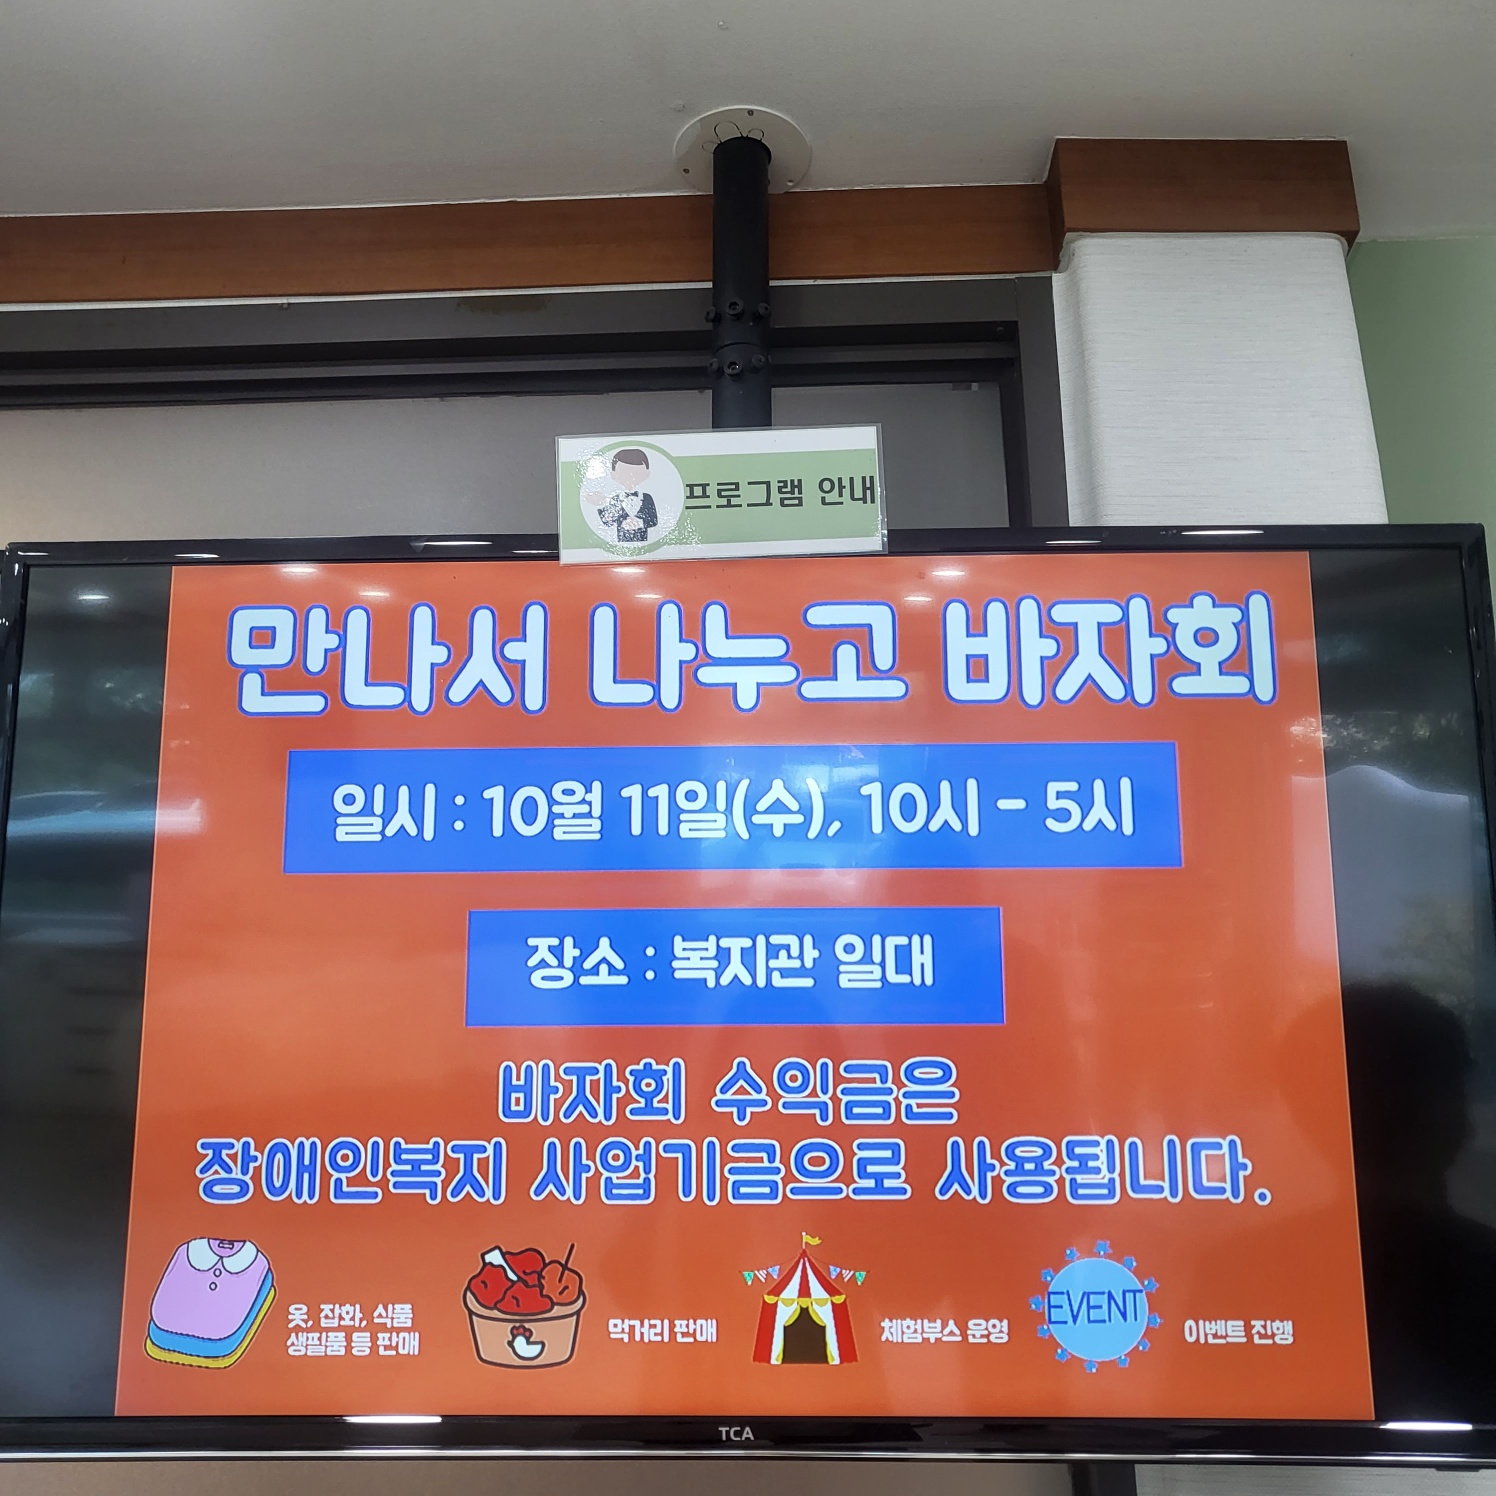 프로그램 안내
만나서 나누고 바자회
일시 : 10월 11일(수), 10시 - 5시
장소 : 복지관 일대
바자회 수익금은
장애인복지 사업기금으로 사용됩니다.
옷, 잡화, 식품
생필품 등 판매
먹거리 판매
체험부스 운영
EVENT
이벤트 진행
TCA